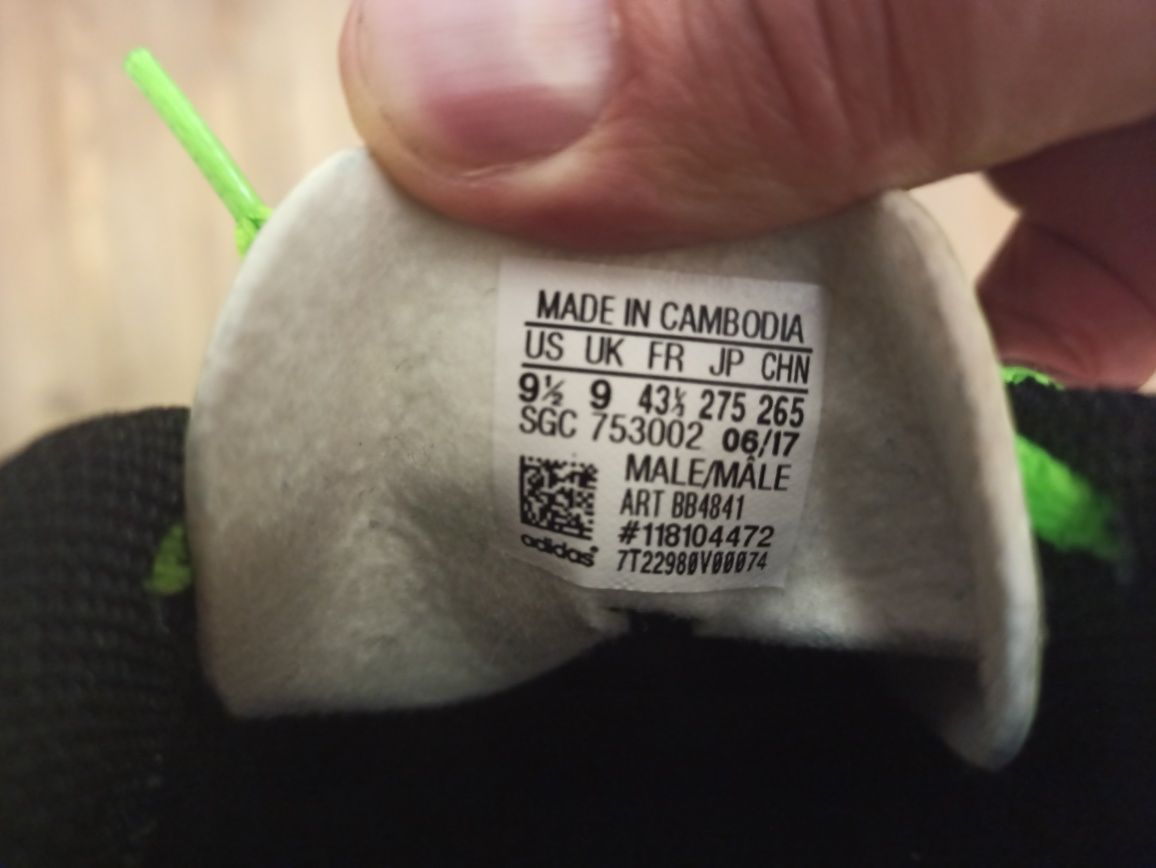 MADE IN CAMBODIA
US UK FR JP CHN
9½ 9 43⅓ 275 265
SGC 753002 06/17
MALE/MÂLE
ART BB4841
#118104472
adidas
7T22980V00074